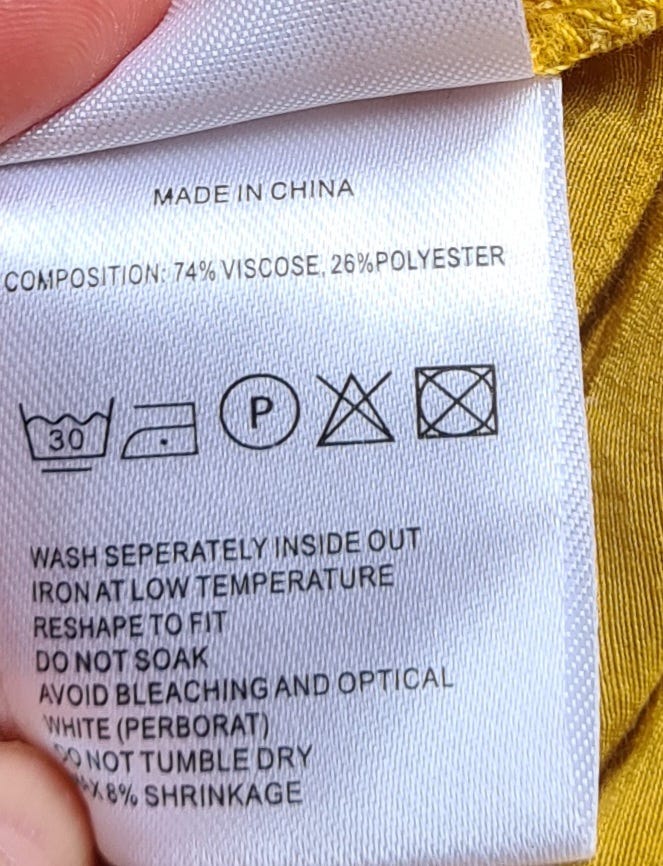 MADE IN CHINA
COMPOSITION: 74% VISCOSE, 26%POLYESTER
30 P
WASH SEPERATELY INSIDE OUT
IRON AT LOW TEMPERATURE
RESHAPE TO FIT
DO NOT SOAK
AVOID BLEACHING AND OPTICAL
WHITE (PERBORAT)
DO NOT TUMBLE DRY
8% SHRINKAGE